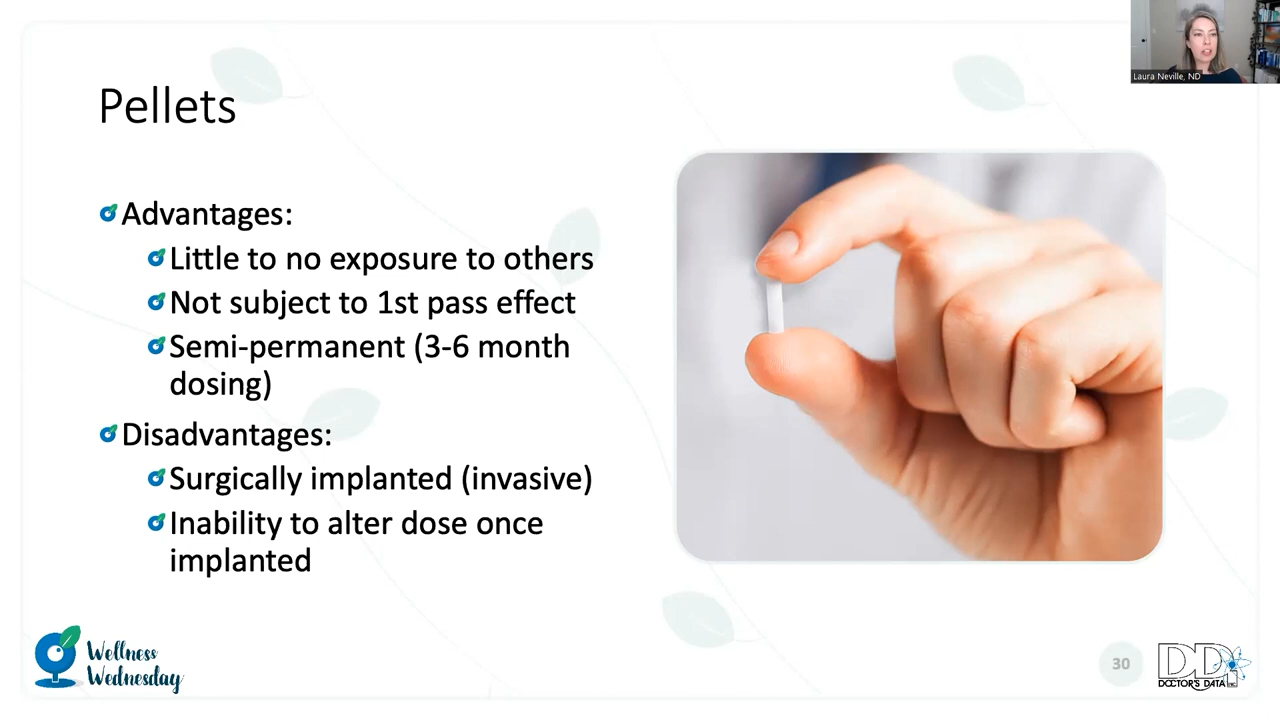 Laura Neville, ND
Pellets
Advantages:
Little to no exposure to others
Not subject to 1st pass effect
Semi-permanent (3-6 month
dosing)
Disadvantages:
Surgically implanted (invasive)
Inability to alter dose once
implanted
Wellness
Wednesday
30
DDI
DOCTOR'S DATA INC.